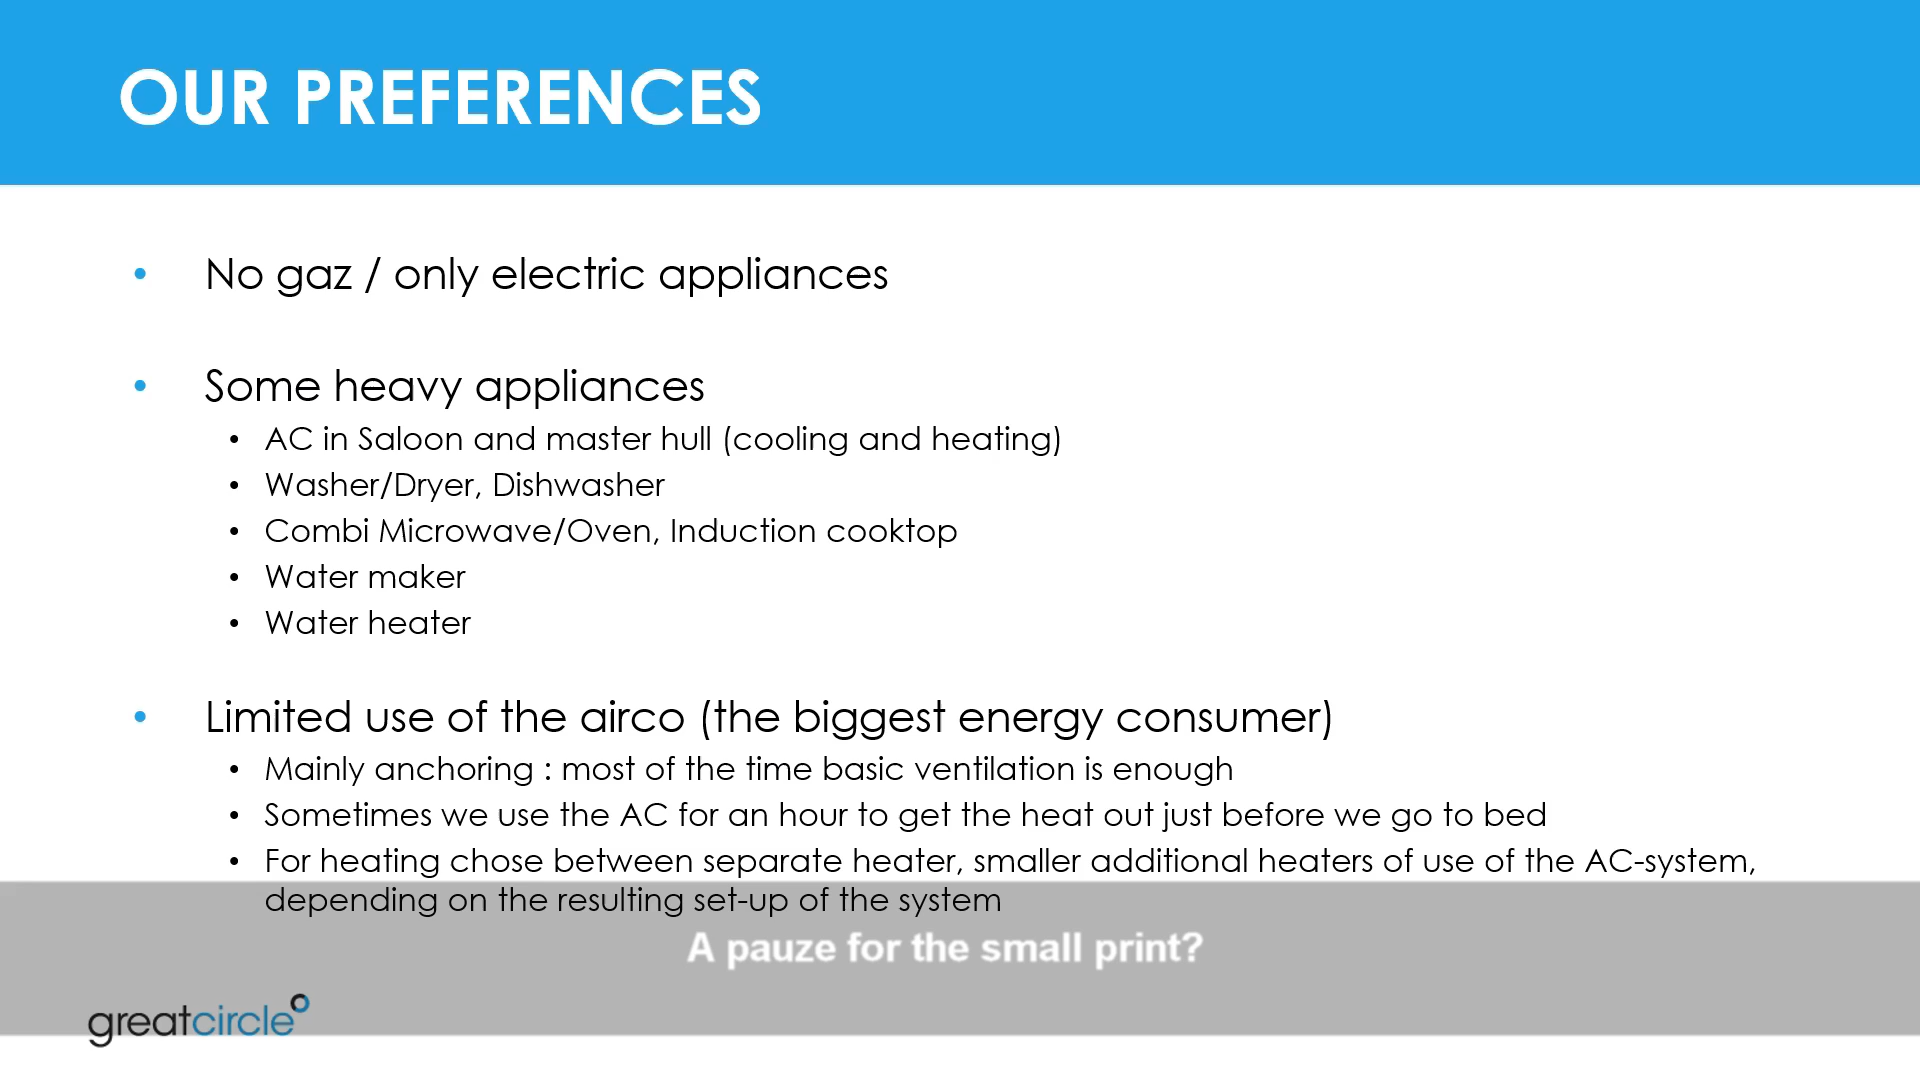 OUR PREFERENCES
• No gaz / only electric appliances
• Some heavy appliances
• AC in Saloon and master hull (cooling and heating)
• Washer/Dryer, Dishwasher
• Combi Microwave/Oven, Induction cooktop
• Water maker
• Water heater
• Limited use of the airco (the biggest energy consumer)
• Mainly anchoring : most of the time basic ventilation is enough
• Sometimes we use the AC for an hour to get the heat out just before we go to bed
• For heating chose between separate heater, smaller additional heaters of use of the AC-system,
depending on the resulting set-up of the system
A pauze for the small print?
greatcircle